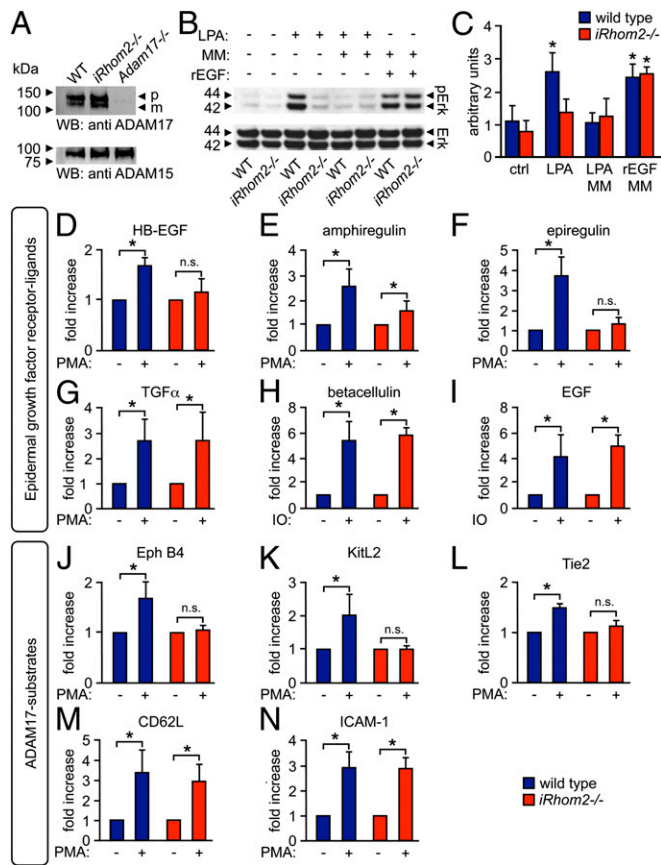 A
WT
iRhom2-/-
Adam17-/-
kDa
150
100
p
m
WB: anti ADAM17
100
75
WB: anti ADAM15
B
LPA: - - + + + + - -
MM: - - - - + + + +
rEGF: - - - - - - + +
44
42
pErk
44
42
Erk
WT
iRhom2-/-
WT
iRhom2-/-
WT
iRhom2-/-
WT
iRhom2-/-
C
wild type
iRhom2-/-
arbitrary units
4
3
2
1
0
* * *
ctrl LPA LPA rEGF
MM MM
Epidermal growth factor receptor-ligands
D
HB-EGF
fold increase
2
1
0
* n.s.
PMA: - + - +
E
amphiregulin
fold increase
4
3
2
1
0
* *
PMA: - + - +
F
epiregulin
fold increase
6
4
2
1
0
* n.s.
PMA: - + - +
G
TGFα
fold increase
4
3
2
1
0
* *
PMA: - + - +
H
betacellulin
fold increase
8
6
4
2
1
0
* *
IO: - + - +
I
EGF
fold increase
8
6
4
2
1
0
* *
IO - + - +
ADAM17-substrates
J
Eph B4
fold increase
2
1
0
* n.s.
PMA: - + - +
K
KitL2
fold increase
3
2
1
0
* n.s.
PMA: - + - +
L
Tie2
fold increase
2
1
0
* n.s.
PMA: - + - +
M
CD62L
fold increase
5
4
3
2
1
0
* *
PMA: - + - +
N
ICAM-1
fold increase
4
3
2
1
0
* *
PMA: - + - +
wild type
iRhom2-/-